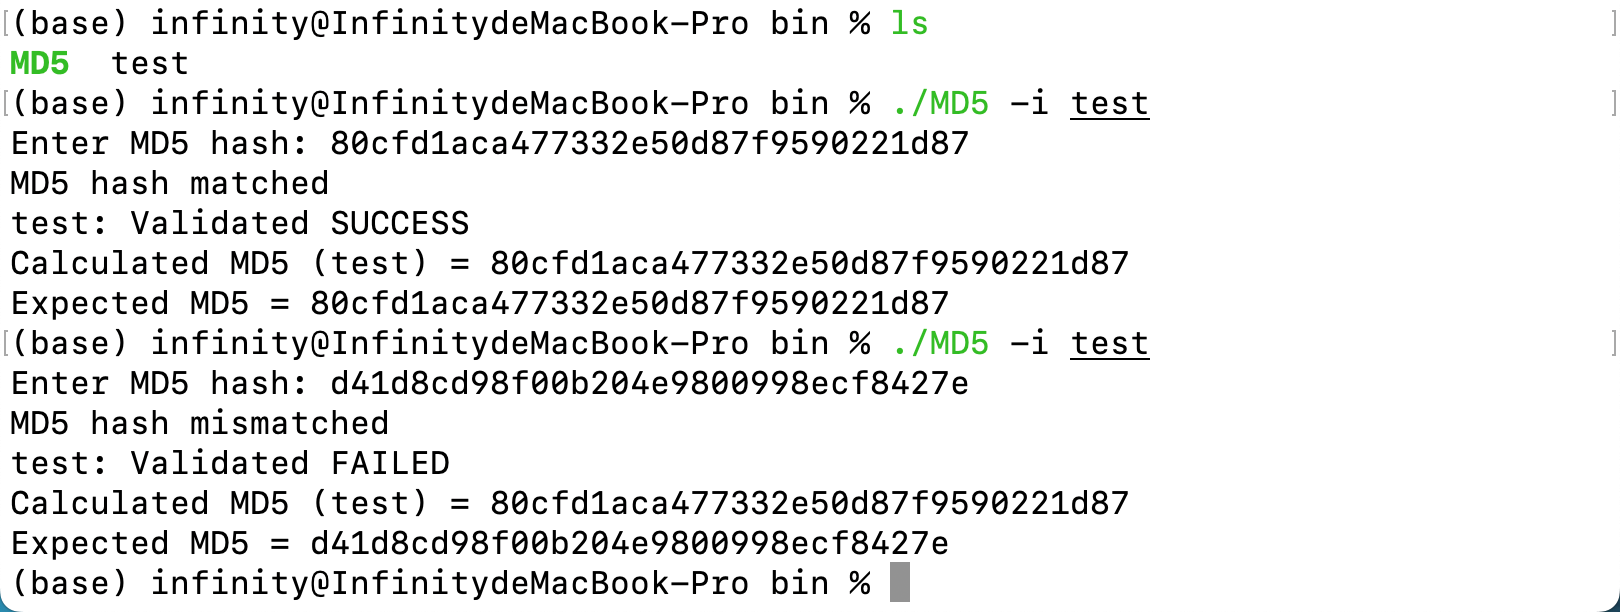 [(base) infinity@InfinitydeMacBook-Pro bin % ls ]
MD5  test
[(base) infinity@InfinitydeMacBook-Pro bin % ./MD5 -i test ]
Enter MD5 hash: 80cfd1aca477332e50d87f9590221d87
MD5 hash matched
test: Validated SUCCESS
Calculated MD5 (test) = 80cfd1aca477332e50d87f9590221d87
Expected MD5 = 80cfd1aca477332e50d87f9590221d87
[(base) infinity@InfinitydeMacBook-Pro bin % ./MD5 -i test ]
Enter MD5 hash: d41d8cd98f00b204e9800998ecf8427e
MD5 hash mismatched
test: Validated FAILED
Calculated MD5 (test) = 80cfd1aca477332e50d87f9590221d87
Expected MD5 = d41d8cd98f00b204e9800998ecf8427e
(base) infinity@InfinitydeMacBook-Pro bin %